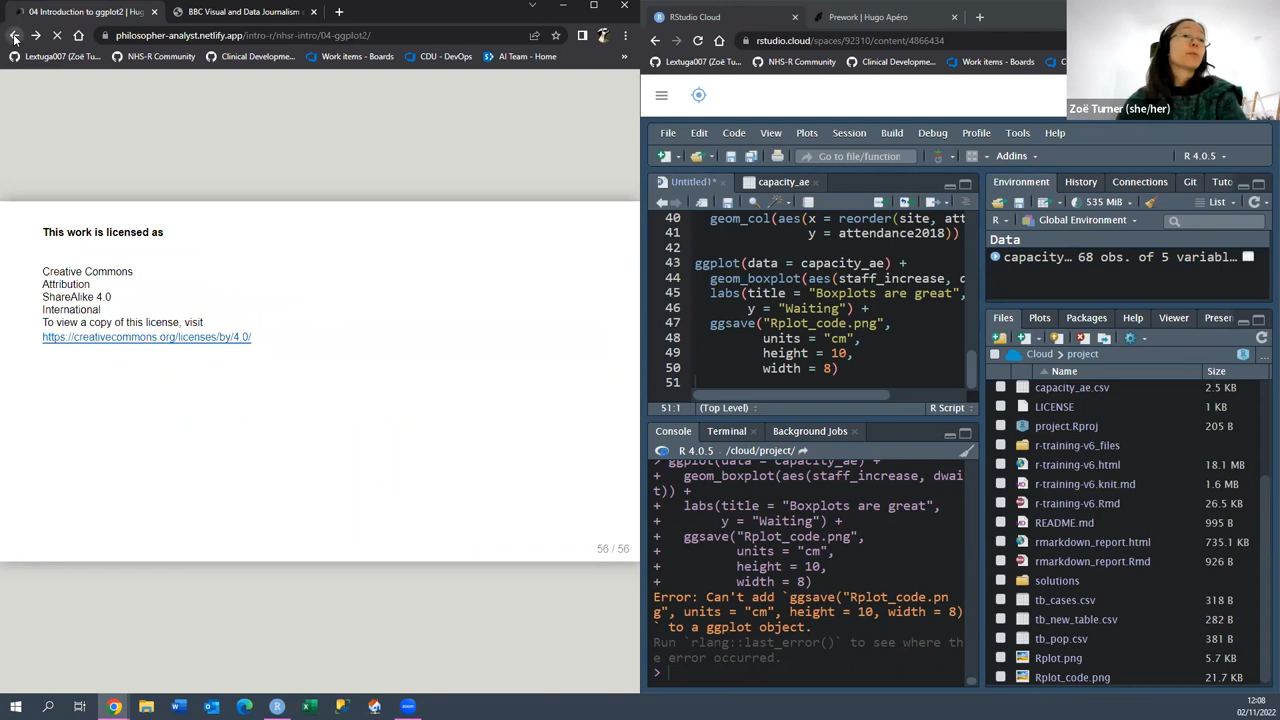 04 Introduction to ggplot2 | Hug
BBC Visual and Data Journalism
philosopher-analyst.netlify.app/intro-r/nhsr-intro/04-ggplot2/
Lextuga007 (Zoë Tu...
NHS-R Community
Clinical Developme...
Work items - Boards
CDU - DevOps
AI Team - Home
This work is licensed as
Creative Commons
Attribution
ShareAlike 4.0
International
To view a copy of this license, visit
https://creativecommons.org/licenses/by/4.0/
56 / 56
RStudio Cloud
Prework | Hugo Apéro
rstudio.cloud/spaces/92310/content/4866434
Lextuga007 (Zoë Tu...
NHS-R Community
Clinical Developme...
Work items - Boards
Zoë Turner (she/her)
File Edit Code View Plots Session Build Debug Profile Tools Help
Go to file/function
Addins
R 4.0.5
Untitled1*
capacity_ae
40 geom_col(aes(x = reorder(site, att
41 y = attendance2018))
42
43 ggplot(data = capacity_ae) +
44 geom_boxplot(aes(staff_increase, d
45 labs(title = "Boxplots are great",
46 y = "Waiting") +
47 ggsave("Rplot_code.png",
48 units = "cm",
49 height = 10,
50 width = 8)
51
51:1 (Top Level) R Script
Console Terminal Background Jobs
R 4.0.5 . /cloud/project/
> ggplot(data = capacity_ae) +
+ geom_boxplot(aes(staff_increase, dwai
t)) +
+ labs(title = "Boxplots are great",
+ y = "Waiting") +
+ ggsave("Rplot_code.png",
+ units = "cm",
+ height = 10,
+ width = 8)
Error: Can't add `ggsave("Rplot_code.pn
g", units = "cm", height = 10, width = 8)
` to a ggplot object.
Run `rlang::last_error()` to see where th
e error occurred.
>
Environment History Connections Git Tuto
535 MiB
List
R Global Environment
Data
capacity_… 68 obs. of 5 variabl…
Files Plots Packages Help Viewer Presen
Cloud project
Name Size
capacity_ae.csv 2.5 KB
LICENSE 1 KB
project.Rproj 205 B
r-training-v6_files
r-training-v6.html 18.1 MB
r-training-v6.knit.md 1.6 MB
r-training-v6.Rmd 26.5 KB
README.md 995 B
rmarkdown_report.html 735.1 KB
rmarkdown_report.Rmd 926 B
solutions
tb_cases.csv 318 B
tb_new_table.csv 282 B
tb_pop.csv 381 B
Rplot.png 5.7 KB
Rplot_code.png 21.7 KB
12:08
02/11/2022